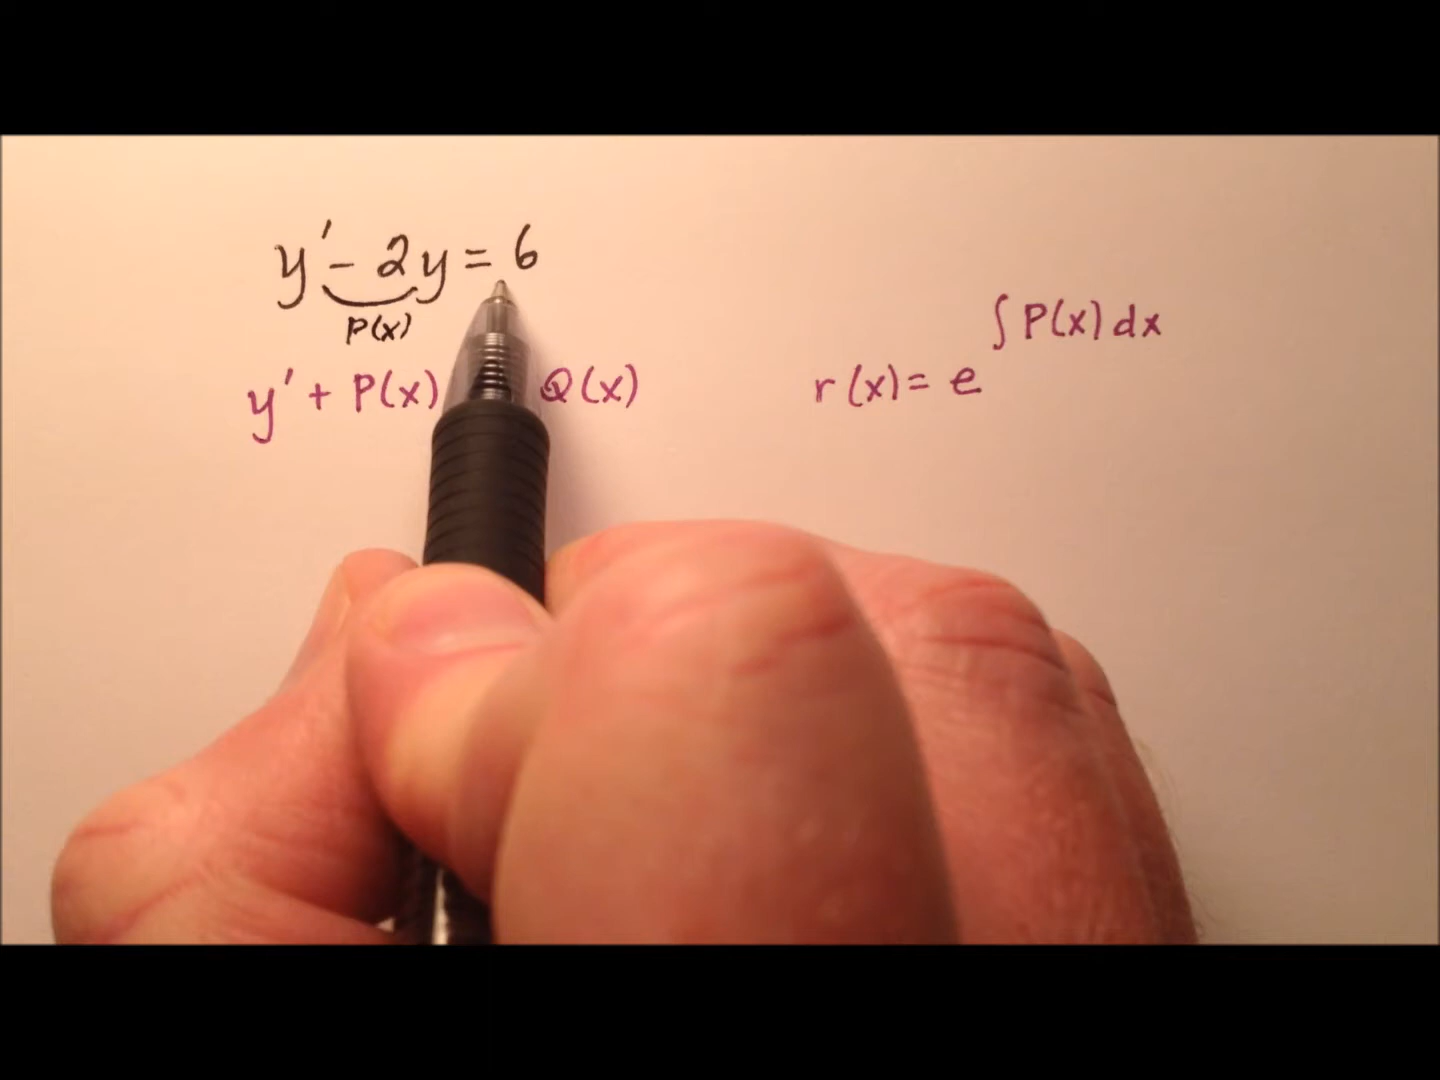 y' - 2y = 6
P(x)
y' + P(x) Q(x)
r(x) = e^∫P(x)dx